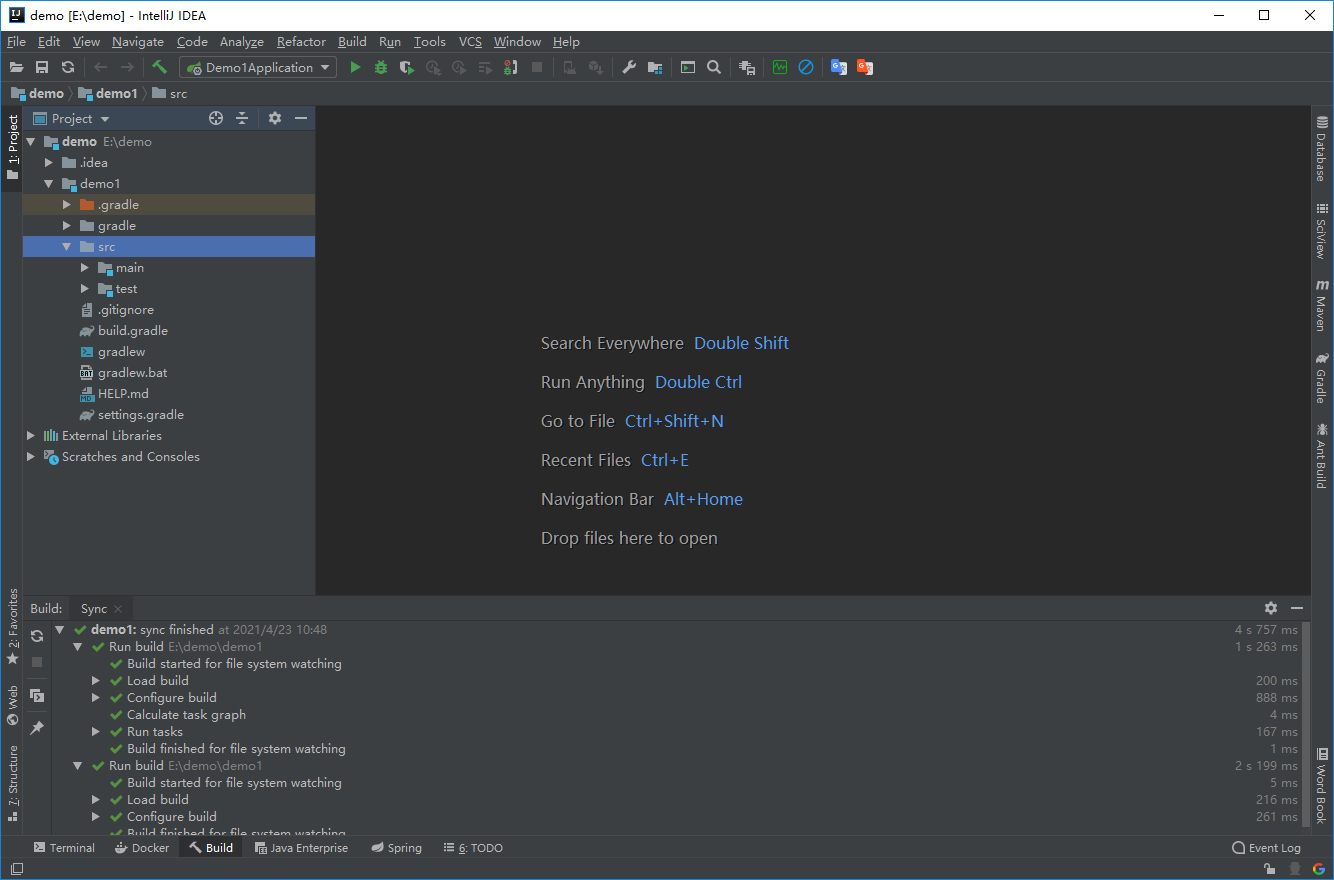 demo [E:\demo] - IntelliJ IDEA
File Edit View Navigate Code Analyze Refactor Build Run Tools VCS Window Help
Demo1Application
demo demo1 src
1: Project
Project
demo E:\demo
.idea
demo1
.gradle
gradle
src
main
test
.gitignore
build.gradle
gradlew
gradlew.bat
HELP.md
settings.gradle
External Libraries
Scratches and Consoles
Search Everywhere Double Shift
Run Anything Double Ctrl
Go to File Ctrl+Shift+N
Recent Files Ctrl+E
Navigation Bar Alt+Home
Drop files here to open
Database
SciView
Maven
Gradle
Ant Build
Word Book
2: Favorites
Web
7: Structure
Build: Sync
demo1: sync finished at 2021/4/23 10:48 4 s 757 ms
Run build E:\demo\demo1 1 s 263 ms
Build started for file system watching
Load build 200 ms
Configure build 888 ms
Calculate task graph 4 ms
Run tasks 167 ms
Build finished for file system watching 1 ms
Run build E:\demo\demo1 2 s 199 ms
Build started for file system watching 5 ms
Load build 216 ms
Configure build 261 ms
Build finished for file system watching
Terminal Docker Build Java Enterprise Spring 6: TODO Event Log